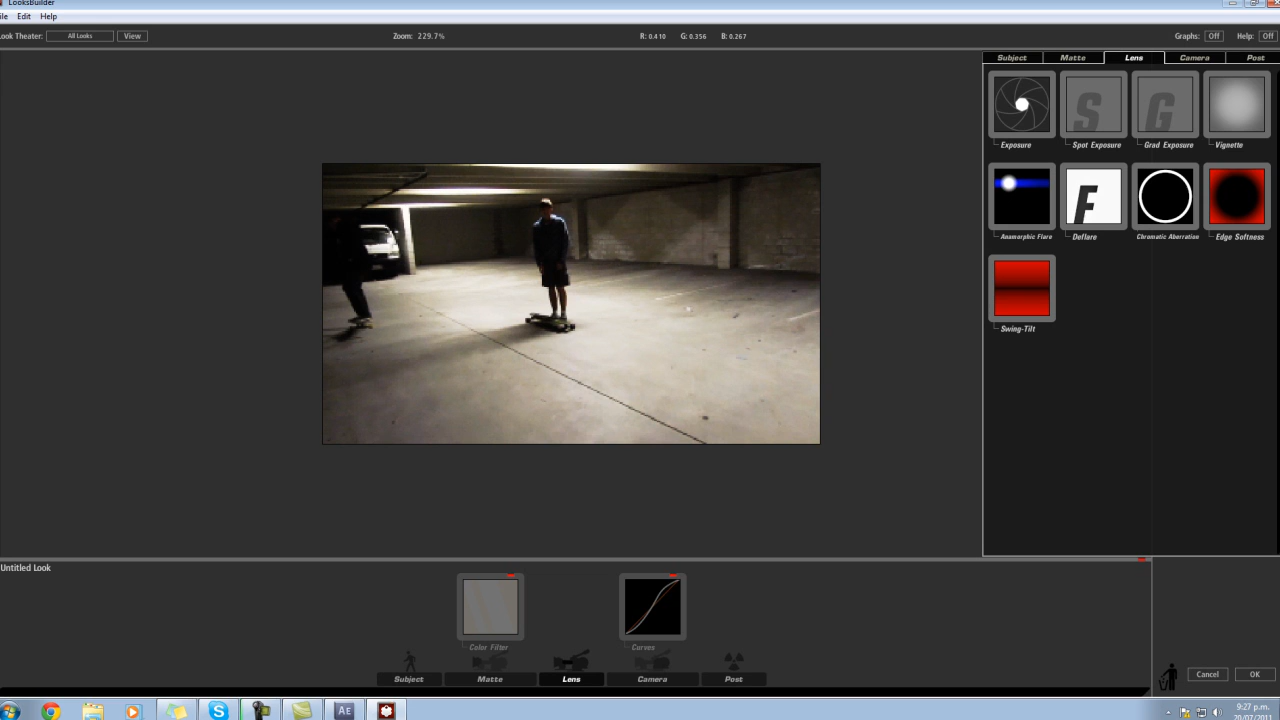 LooksBuilder
ile Edit Help
ook Theater: All Looks View Zoom: 229.7% R: 0.410 G: 0.356 B: 0.267 Graphs: Off Help: Off
Subject Matte Lens Camera Post
S G
Exposure Spot Exposure Grad Exposure Vignette
F
Anamorphic Flare Deflare Chromatic Aberration Edge Softness
Swing-Tilt
Untitled Look
Color Filter Curves
Subject Matte Lens Camera Post
Cancel OK
S Ae
9:27 p.m.
20/07/2011